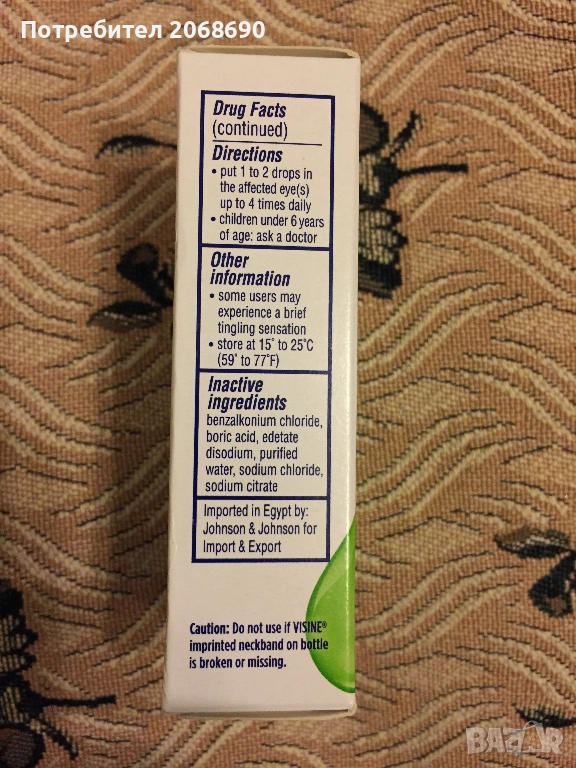 Потребител 2068690
Drug Facts
(continued)
Directions
• put 1 to 2 drops in
the affected eye(s)
up to 4 times daily
• children under 6 years
of age: ask a doctor
Other
information
• some users may
experience a brief
tingling sensation
• store at 15˚ to 25˚C
(59˚ to 77˚F)
Inactive
ingredients
benzalkonium chloride,
boric acid, edetate
disodium, purified
water, sodium chloride,
sodium citrate
Imported in Egypt by:
Johnson & Johnson for
Import & Export
Caution: Do not use if VISINE®
imprinted neckband on bottle
is broken or missing.
BAZAR